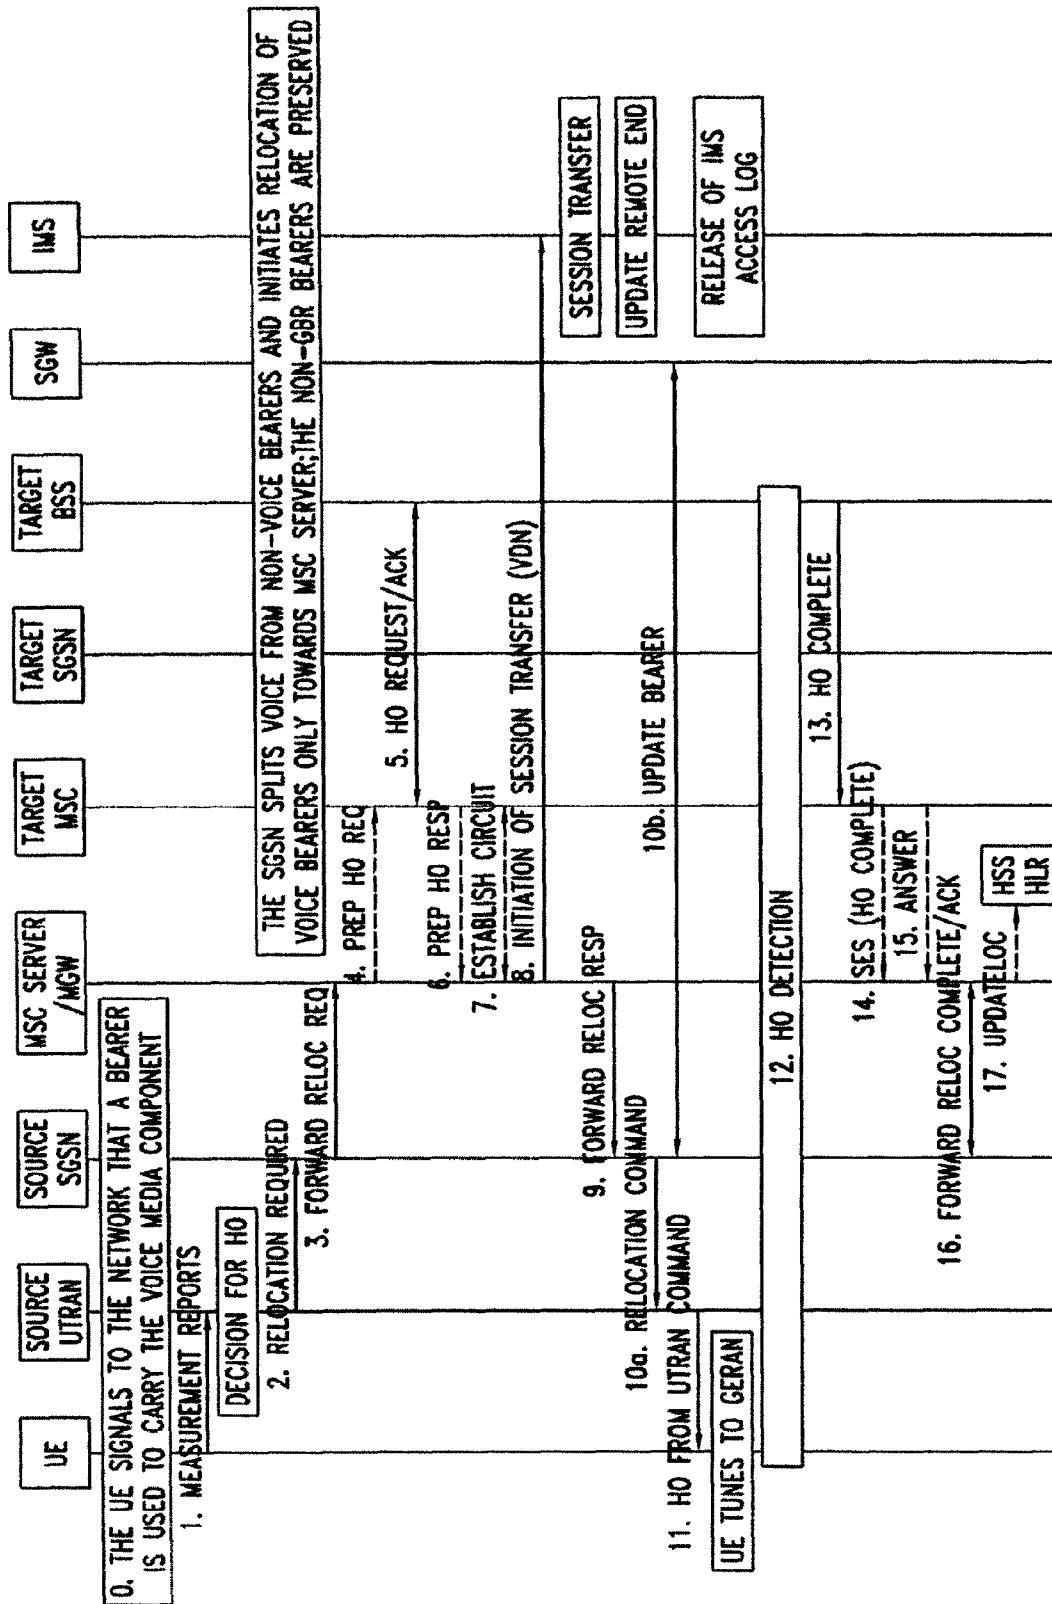 UE
SOURCE
UTRAN
SOURCE
SGSN
MSC SERVER
/MGW
TARGET
MSC
TARGET
SGSN
TARGET
BSS
SGW
IMS
0. THE UE SIGNALS TO THE NETWORK THAT A BEARER
IS USED TO CARRY THE VOICE MEDIA COMPONENT
1. MEASUREMENT REPORTS
DECISION FOR HO
THE SGSN SPLITS VOICE FROM NON-VOICE BEARERS AND INITIATES RELOCATION OF
VOICE BEARERS ONLY TOWARDS MSC SERVER;THE NON-GBR BEARERS ARE PRESERVED
2. RELOCATION REQUIRED
3. FORWARD RELOC REQ
4. PREP HO REQ
5. HO REQUEST/ACK
6. PREP HO RESP
7. ESTABLISH CIRCUIT
8. INITIATION OF SESSION TRANSFER (VDN)
SESSION TRANSFER
UPDATE REMOTE END
RELEASE OF IMS
ACCESS LOG
9. FORWARD RELOC RESP
10a. RELOCATION COMMAND
10b. UPDATE BEARER
11. HO FROM UTRAN COMMAND
UE TUNES TO GERAN
12. HO DETECTION
13. HO COMPLETE
14. SES (HO COMPLETE)
15. ANSWER
16. FORWARD RELOC COMPLETE/ACK
17. UPDATELOC
HSS
HLR